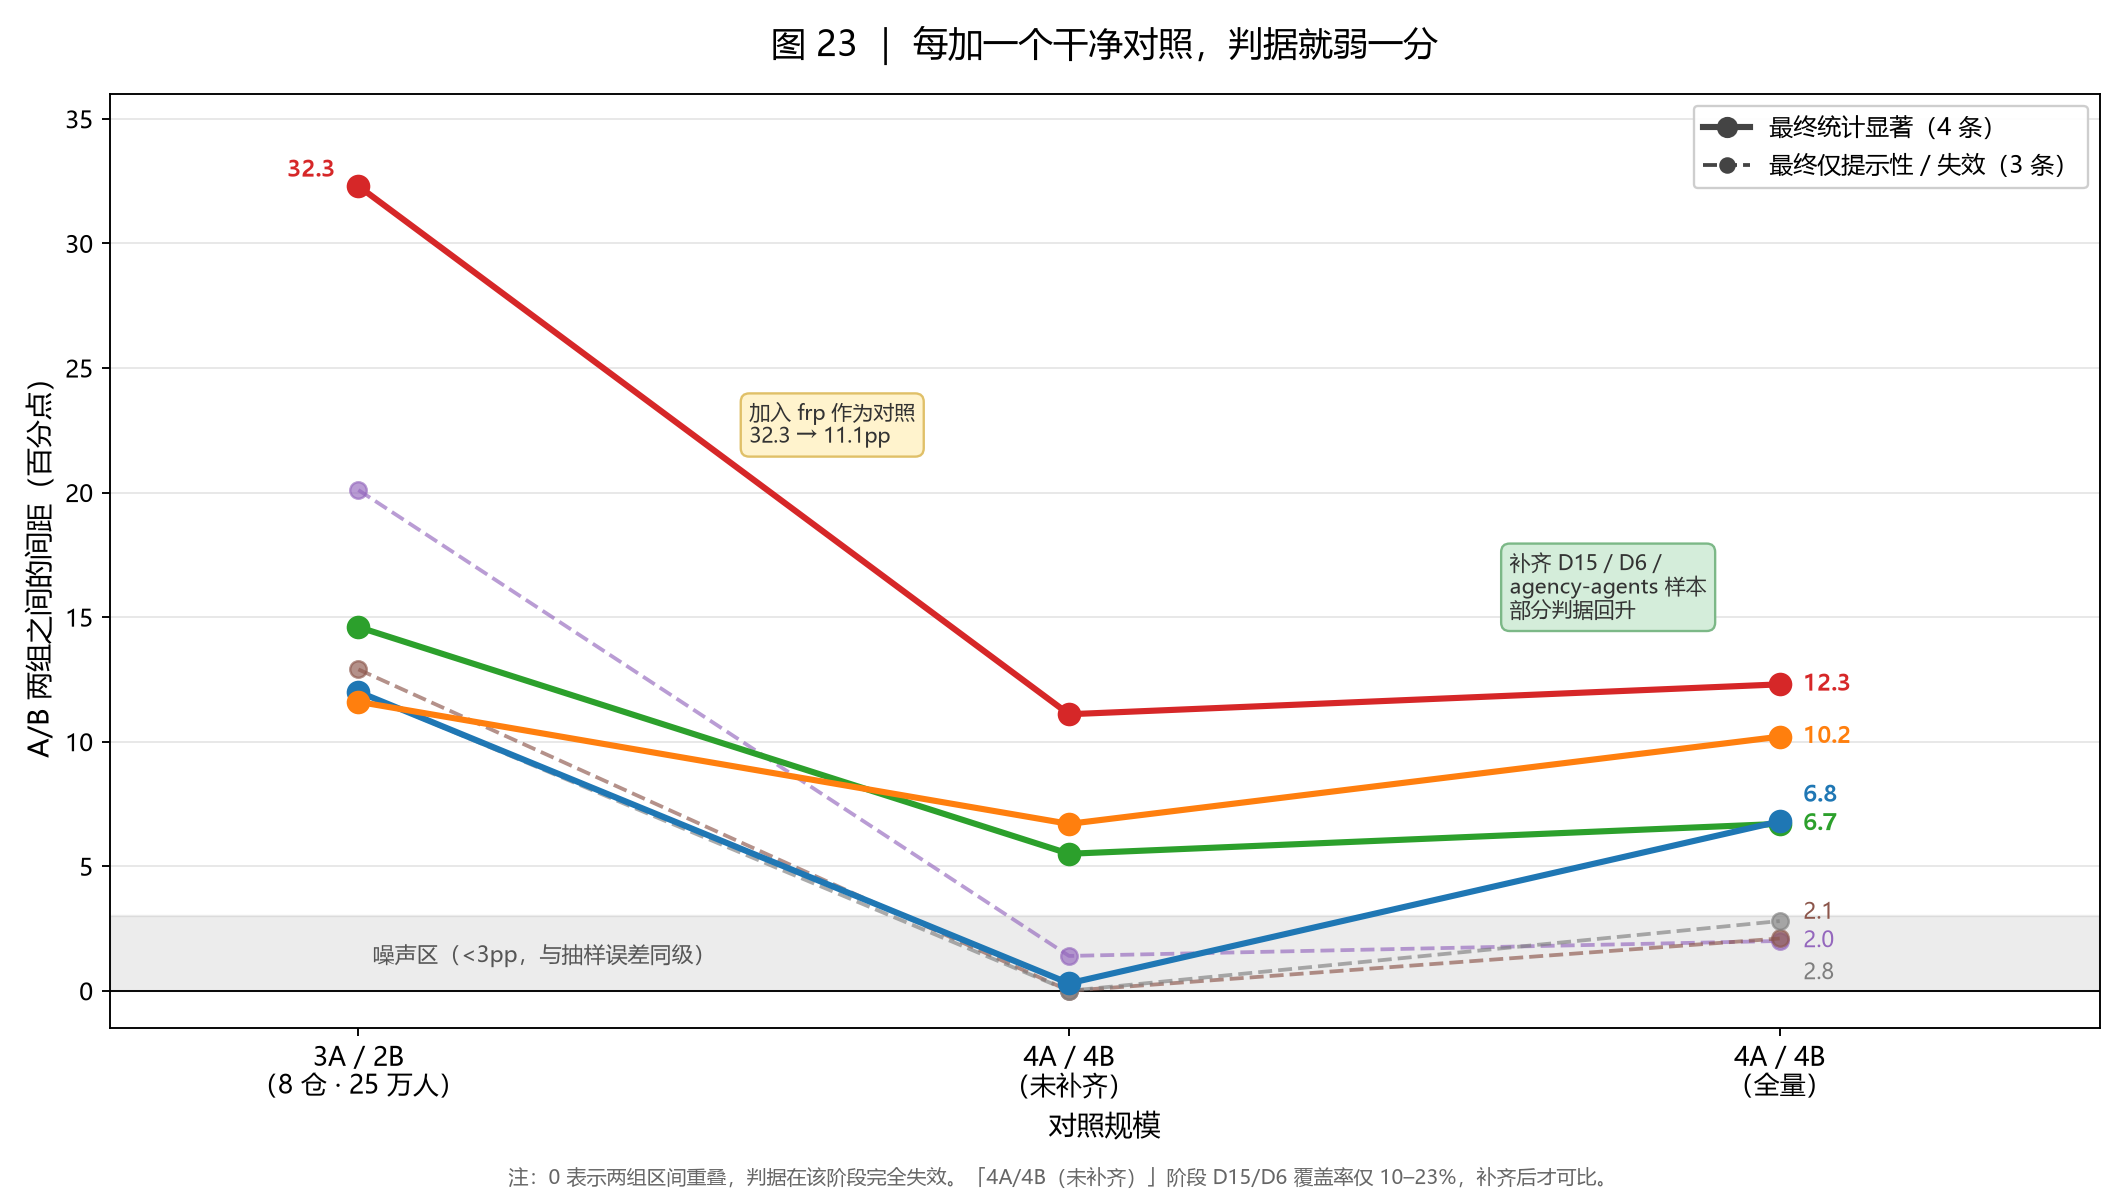 图 23 ｜ 每加一个干净对照，判据就弱一分
最终统计显著（4 条）
最终仅提示性 / 失效（3 条）
A/B 两组之间的间距（百分点）
35
30
25
20
15
10
5
0
32.3
加入 frp 作为对照
32.3 → 11.1pp
补齐 D15 / D6 /
agency-agents 样本
部分判据回升
12.3
10.2
6.8
6.7
2.1
2.0
2.8
噪声区（<3pp，与抽样误差同级）
3A / 2B
（8 仓 · 25 万人）
4A / 4B
（未补齐）
4A / 4B
（全量）
对照规模
注：0 表示两组区间重叠，判据在该阶段完全失效。「4A/4B（未补齐）」阶段 D15/D6 覆盖率仅 10–23%，补齐后才可比。